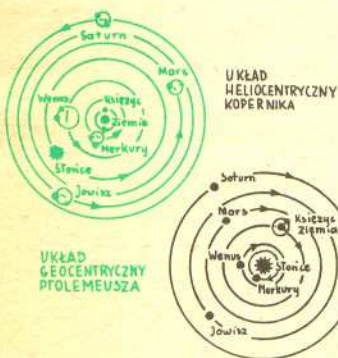 Saturn
Mars
Wenus
Księżyc
Ziemia
Merkury
Słońce
Jowisz
UKŁAD
HELIOCENTRYCZNY
KOPERNIKA
UKŁAD
GEOCENTRYCZNY
PTOLEMEUSZA
Saturn
Mars
Księżyc
Ziemia
Wenus
Słońce
Merkury
Jowisz